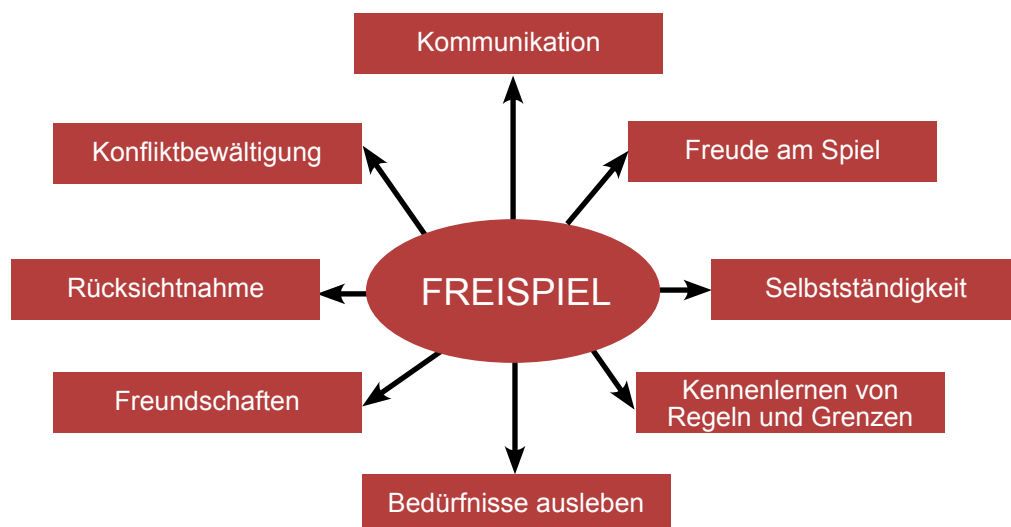 Kommunikation
Konfliktbewältigung
Freude am Spiel
Rücksichtnahme
FREISPIEL
Selbstständigkeit
Freundschaften
Kennenlernen von
Regeln und Grenzen
Bedürfnisse ausleben